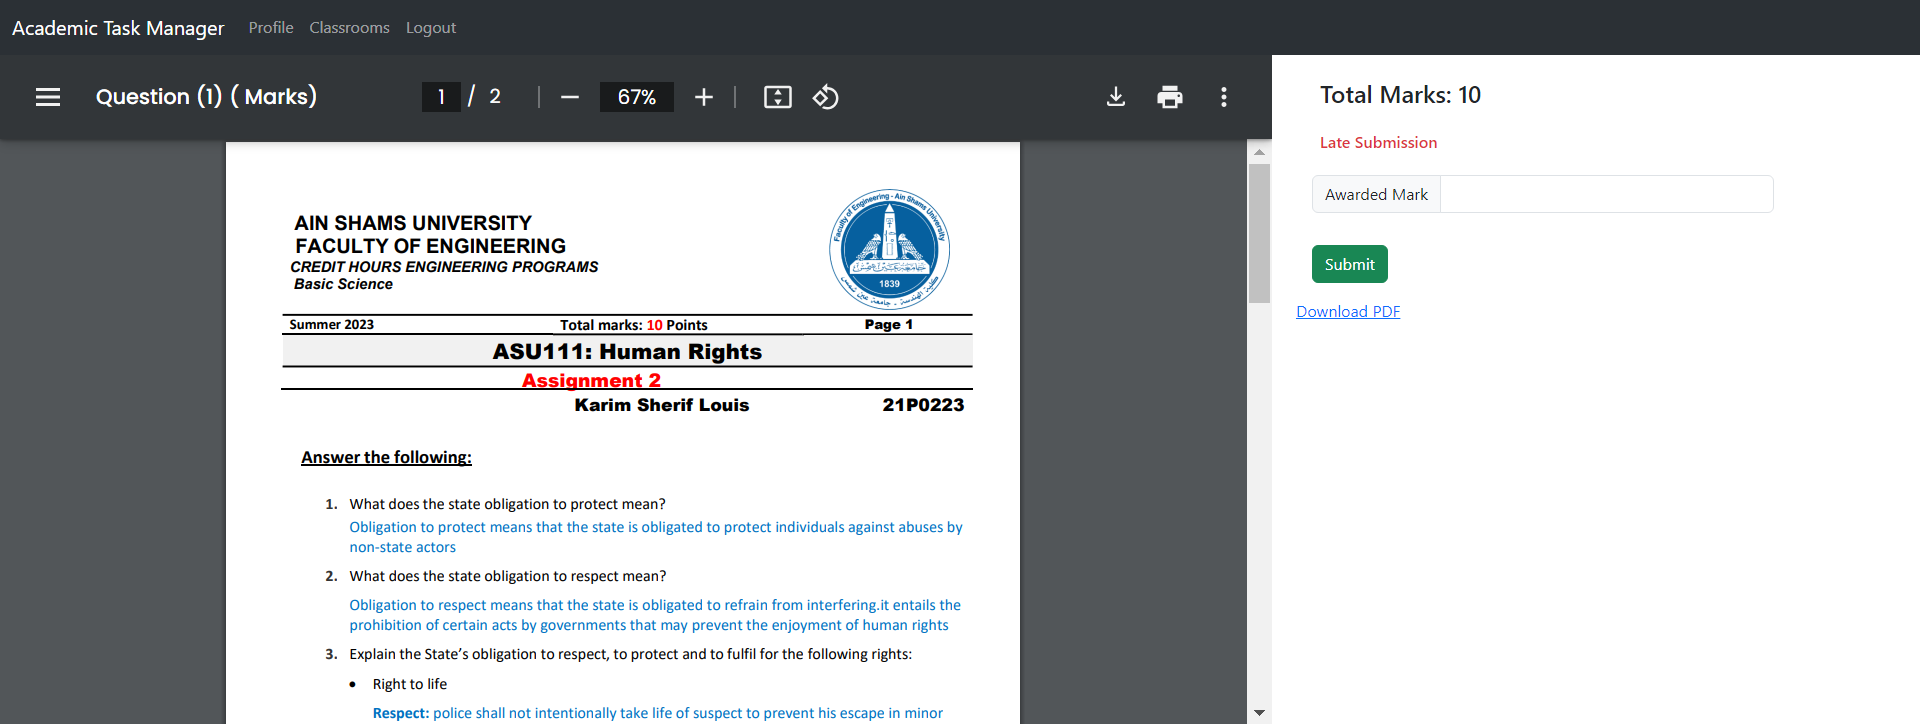 Academic Task Manager Profile Classrooms Logout
Question (1) ( Marks) 1 / 2 67%
Total Marks: 10
Late Submission
Awarded Mark
Submit
Download PDF
AIN SHAMS UNIVERSITY
FACULTY OF ENGINEERING
CREDIT HOURS ENGINEERING PROGRAMS
Basic Science
Faculty of Engineering - Ain Shams University
1839
كلية الهندسة - جامعة عين شمس
Summer 2023 Total marks: 10 Points Page 1
ASU111: Human Rights
Assignment 2
Karim Sherif Louis 21P0223
Answer the following:
1. What does the state obligation to protect mean?
Obligation to protect means that the state is obligated to protect individuals against abuses by
non-state actors
2. What does the state obligation to respect mean?
Obligation to respect means that the state is obligated to refrain from interfering.it entails the
prohibition of certain acts by governments that may prevent the enjoyment of human rights
3. Explain the State’s obligation to respect, to protect and to fulfil for the following rights:
• Right to life
Respect: police shall not intentionally take life of suspect to prevent his escape in minor